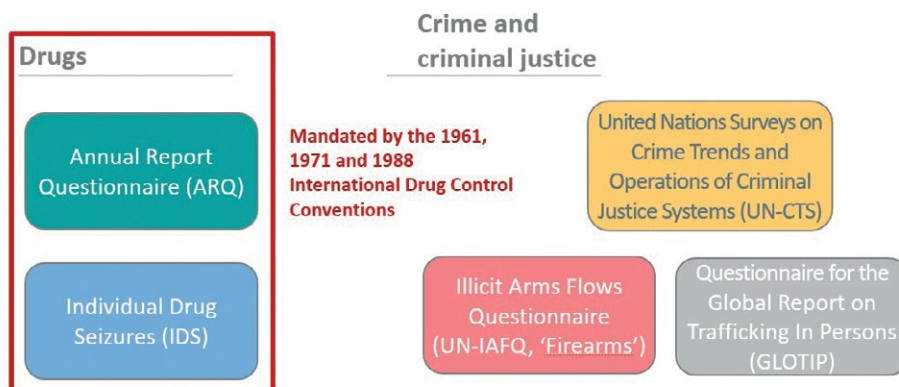 Drugs
Annual Report
Questionnaire (ARQ)
Individual Drug
Seizures (IDS)
Mandated by the 1961,
1971 and 1988
International Drug Control
Conventions
Crime and
criminal justice
United Nations Surveys on
Crime Trends and
Operations of Criminal
Justice Systems (UN-CTS)
Illicit Arms Flows
Questionnaire
(UN-IAFQ, ‘Firearms’)
Questionnaire for the
Global Report on
Trafficking In Persons
(GLOTIP)